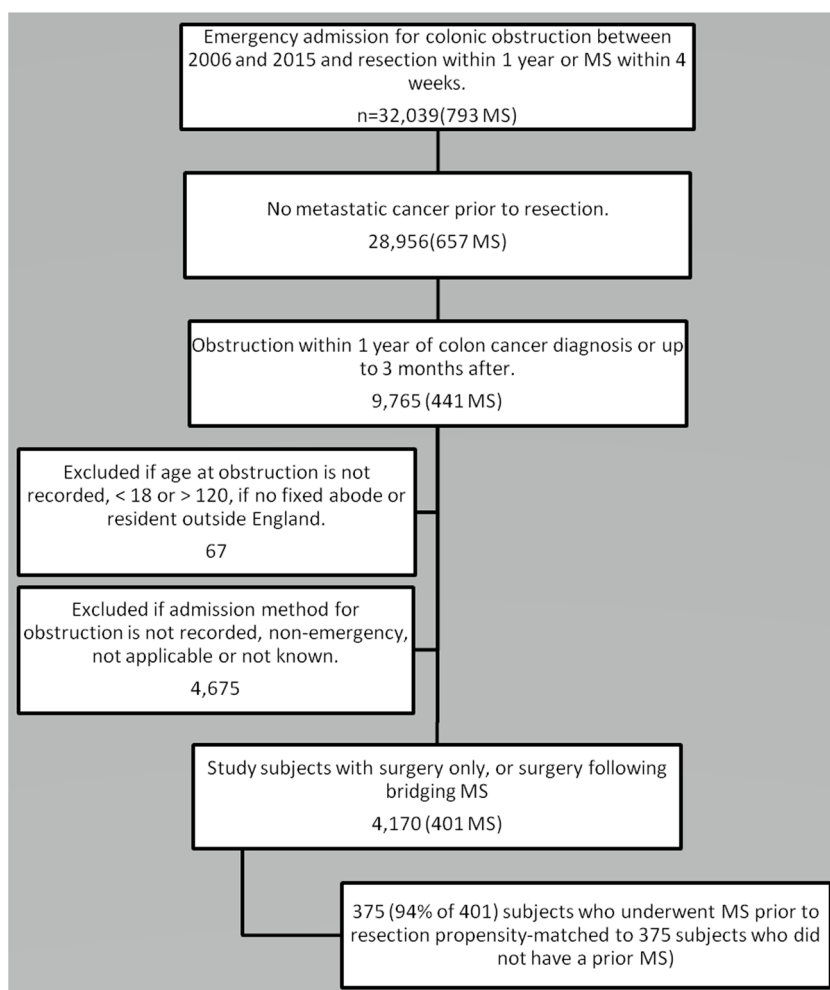 Emergency admission for colonic obstruction between
2006 and 2015 and resection within 1 year or MS within 4
weeks.
n=32,039(793 MS)
No metastatic cancer prior to resection.
28,956(657 MS)
Obstruction within 1 year of colon cancer diagnosis or up
to 3 months after.
9,765 (441 MS)
Excluded if age at obstruction is not
recorded, < 18 or > 120, if no fixed abode or
resident outside England.
67
Excluded if admission method for
obstruction is not recorded, non-emergency,
not applicable or not known.
4,675
Study subjects with surgery only, or surgery following
bridging MS
4,170 (401 MS)
375 (94% of 401) subjects who underwent MS prior to
resection propensity-matched to 375 subjects who did
not have a prior MS)